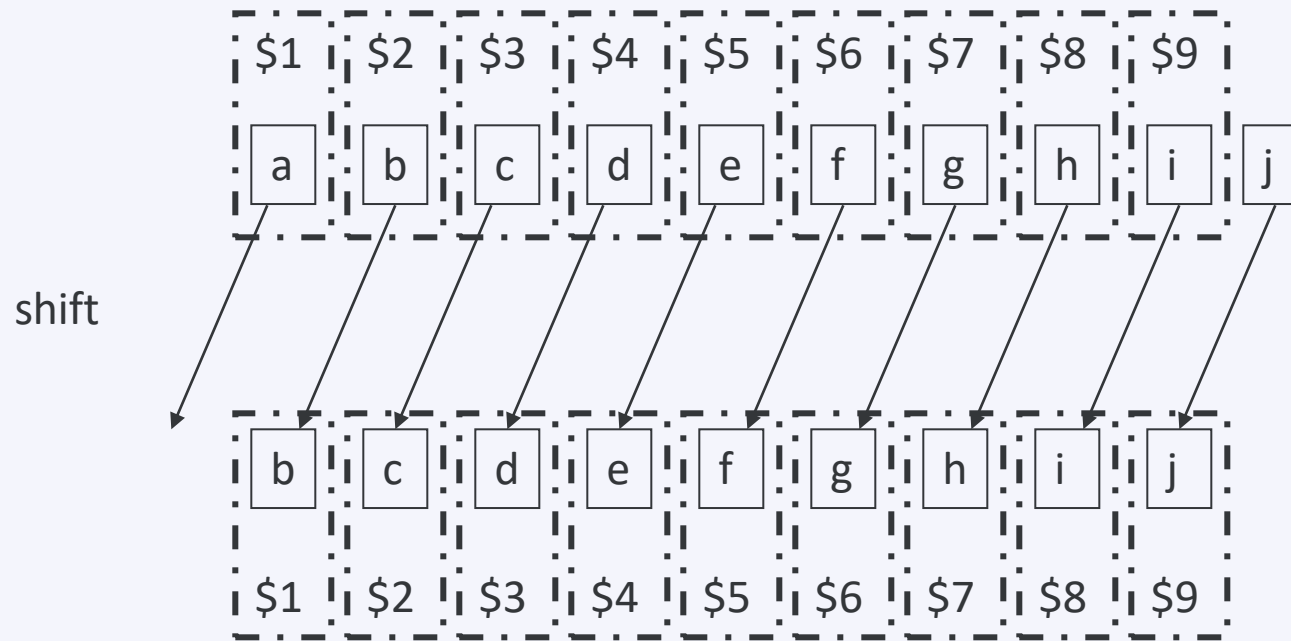 $1 $2 $3 $4 $5 $6 $7 $8 $9
a b c d e f g h i j
shift
b c d e f g h i j
$1 $2 $3 $4 $5 $6 $7 $8 $9